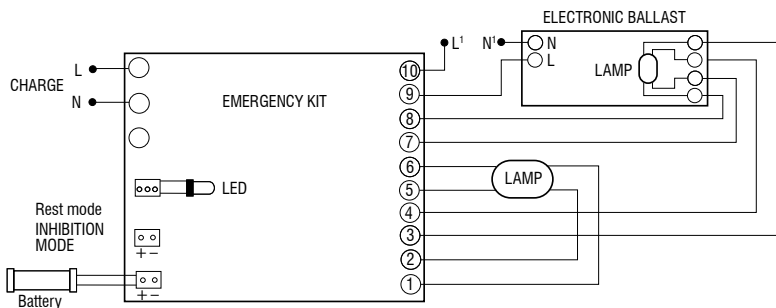 ELECTRONIC BALLAST
L¹
N¹
N
L
LAMP
CHARGE
L
N
EMERGENCY KIT
10
9
8
7
6
5
4
3
2
1
LAMP
LED
Rest mode
INHIBITION
MODE
+ −
+ −
Battery